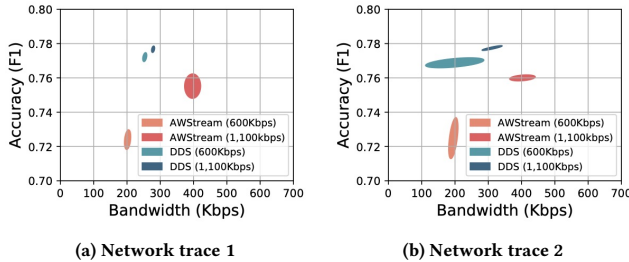 0.80
0.78
0.76
0.74
0.72
0.70
Accuracy (F1)
AWStream (600Kbps)
AWStream (1,100kbps)
DDS (600Kbps)
DDS (1,100Kbps)
0 100 200 300 400 500 600 700
Bandwidth (Kbps)
(a) Network trace 1
0.80
0.78
0.76
0.74
0.72
0.70
Accuracy (F1)
AWStream (600Kbps)
AWStream (1,100kbps)
DDS (600Kbps)
DDS (1,100Kbps)
0 100 200 300 400 500 600 700
Bandwidth (Kbps)
(b) Network trace 2